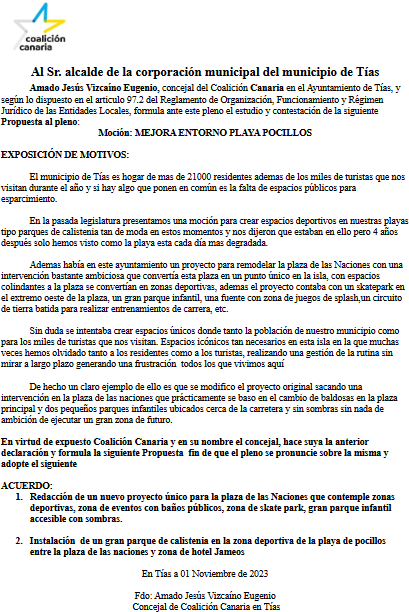 coalición
canaria
Al Sr. alcalde de la corporación municipal del municipio de Tías
Amado Jesús Vizcaíno Eugenio, concejal del Coalición Canaria en el Ayuntamiento de Tías, y
según lo dispuesto en el articulo 97.2 del Reglamento de Organización, Funcionamiento y Régimen
Jurídico de las Entidades Locales, formula ante este pleno el estudio y contestación de la siguiente
Propuesta al pleno:
Moción: MEJORA ENTORNO PLAYA POCILLOS
EXPOSICIÓN DE MOTIVOS:
El municipio de Tías es hogar de mas de 21000 residentes ademas de los miles de turistas que nos
visitan durante el año y si hay algo que ponen en común es la falta de espacios públicos para
esparcimiento.
En la pasada legislatura presentamos una moción para crear espacios deportivos en nuestras playas
tipo parques de calistenia tan de moda en estos momentos y nos dijeron que estaban en ello pero 4 años
después solo hemos visto como la playa esta cada día mas degradada.
Ademas había en este ayuntamiento un proyecto para remodelar la plaza de las Naciones con una
intervención bastante ambiciosa que convertía esta plaza en un punto único en la isla, con espacios
colindantes a la plaza se convertían en zonas deportivas, ademas el proyecto contaba con un skatepark en
el extremo oeste de la plaza, un gran parque infantil, una fuente con zona de juegos de splash,un circuito
de tierra batida para realizar entrenamientos de carrera, etc.
Sin duda se intentaba crear espacios únicos donde tanto la población de nuestro municipio como
para los miles de turistas que nos visitan. Espacios icónicos tan necesarios en esta isla en la que muchas
veces hemos olvidado tanto a los residentes como a los turistas, realizando una gestión de la rutina sin
mirar a largo plazo generando una frustración todos los que vivimos aquí
De hecho un claro ejemplo de ello es que se modifico el proyecto original sacando una
intervención en la plaza de las naciones que prácticamente se baso en el cambio de baldosas en la plaza
principal y dos pequeños parques infantiles ubicados cerca de la carretera y sin sombras sin nada de
ambición de ejecutar un gran zona de futuro.
En virtud de expuesto Coalición Canaria y en su nombre el concejal, hace suya la anterior
declaración y formula la siguiente Propuesta fin de que el pleno se pronuncie sobre la misma y
adopte el siguiente
ACUERDO:
1. Redacción de un nuevo proyecto único para la plaza de las Naciones que contemple zonas
deportivas, zona de eventos con baños públicos, zona de skate park, gran parque infantil
accesible con sombras.
2. Instalación de un gran parque de calistenia en la zona deportiva de la playa de pocillos
entre la plaza de las naciones y zona de hotel Jameos
En Tías a 01 Noviembre de 2023
Fdo: Amado Jesús Vizcaíno Eugenio
Concejal de Coalición Canaria en Tías